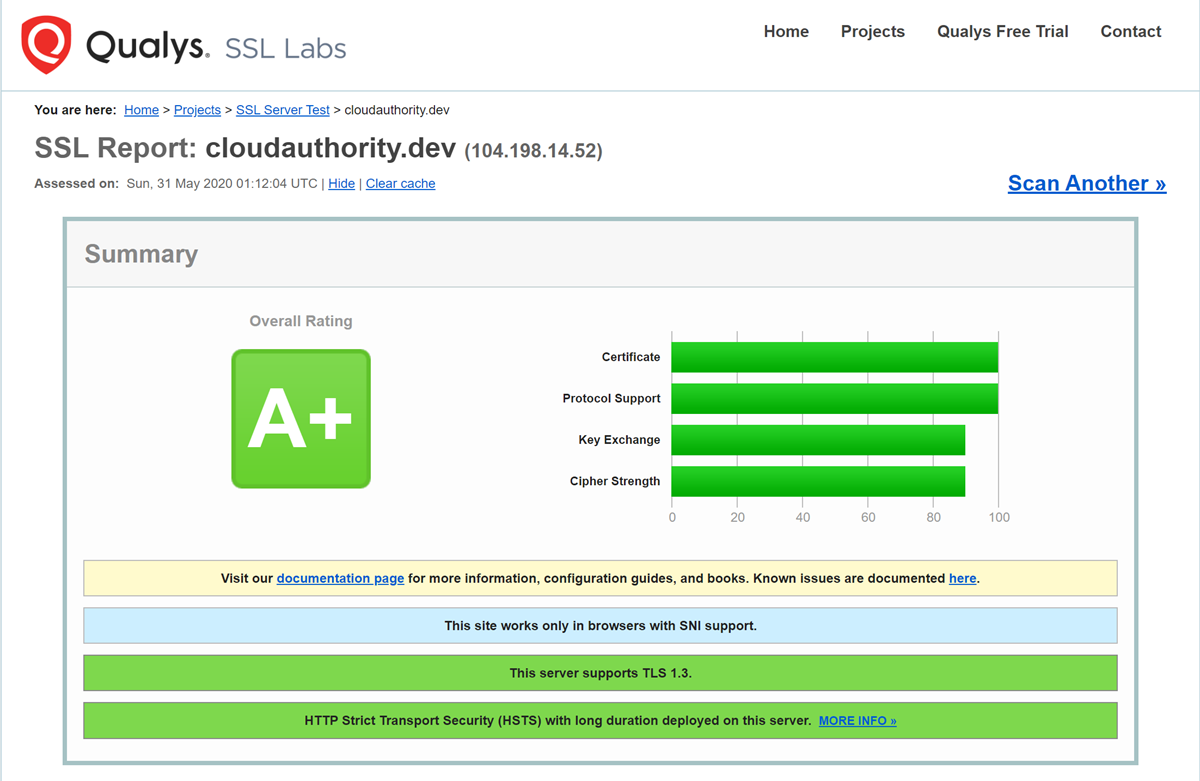 Qualys. SSL Labs
Home Projects Qualys Free Trial Contact
You are here: Home > Projects > SSL Server Test > cloudauthority.dev
SSL Report: cloudauthority.dev (104.198.14.52)
Assessed on: Sun, 31 May 2020 01:12:04 UTC | Hide | Clear cache
Scan Another »
Summary
Overall Rating
A+
Certificate
Protocol Support
Key Exchange
Cipher Strength
0 20 40 60 80 100
Visit our documentation page for more information, configuration guides, and books. Known issues are documented here.
This site works only in browsers with SNI support.
This server supports TLS 1.3.
HTTP Strict Transport Security (HSTS) with long duration deployed on this server. MORE INFO »